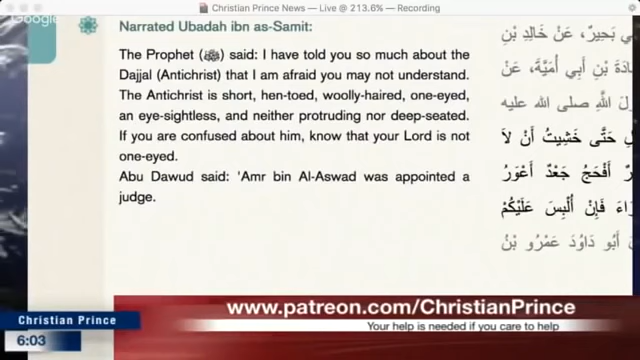 Christian Prince News — Live @ 213.6% — Recording
Google
Narrated Ubadah ibn as-Samit:
بَحِيرٍ، عَنْ خَالِدِ بْنِ
The Prophet (ﷺ) said: I have told you so much about the
Dajjal (Antichrist) that I am afraid you may not understand.
ادَةَ بْنِ أَبِي أُمَيَّةَ، عَنْ
The Antichrist is short, hen-toed, woolly-haired, one-eyed,
اللَّهِ صلى الله عليه
an eye-sightless, and neither protruding nor deep-seated.
حَتَّى خَشِيتُ أَنْ لاَ
If you are confused about him, know that your Lord is not
one-eyed.
أَفْحَجُ جَعْدٌ أَعْوَرُ
Abu Dawud said: 'Amr bin Al-Aswad was appointed a
judge.
فَإِنْ أُلْبِسَ عَلَيْكُمْ
أَبُو دَاوُدَ عَمْرُو بْنُ
www.patreon.com/ChristianPrince
Christian Prince
Your help is needed if you care to help
6:03